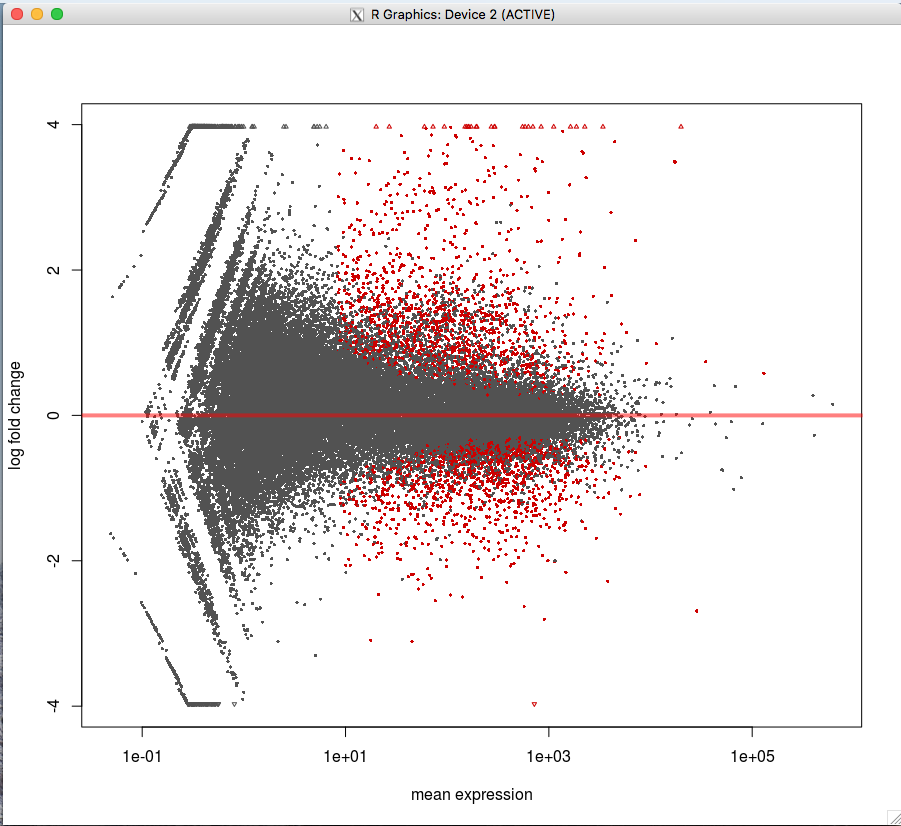 R Graphics: Device 2 (ACTIVE)
4
2
0
-2
-4
log fold change
1e-01 1e+01 1e+03 1e+05
mean expression